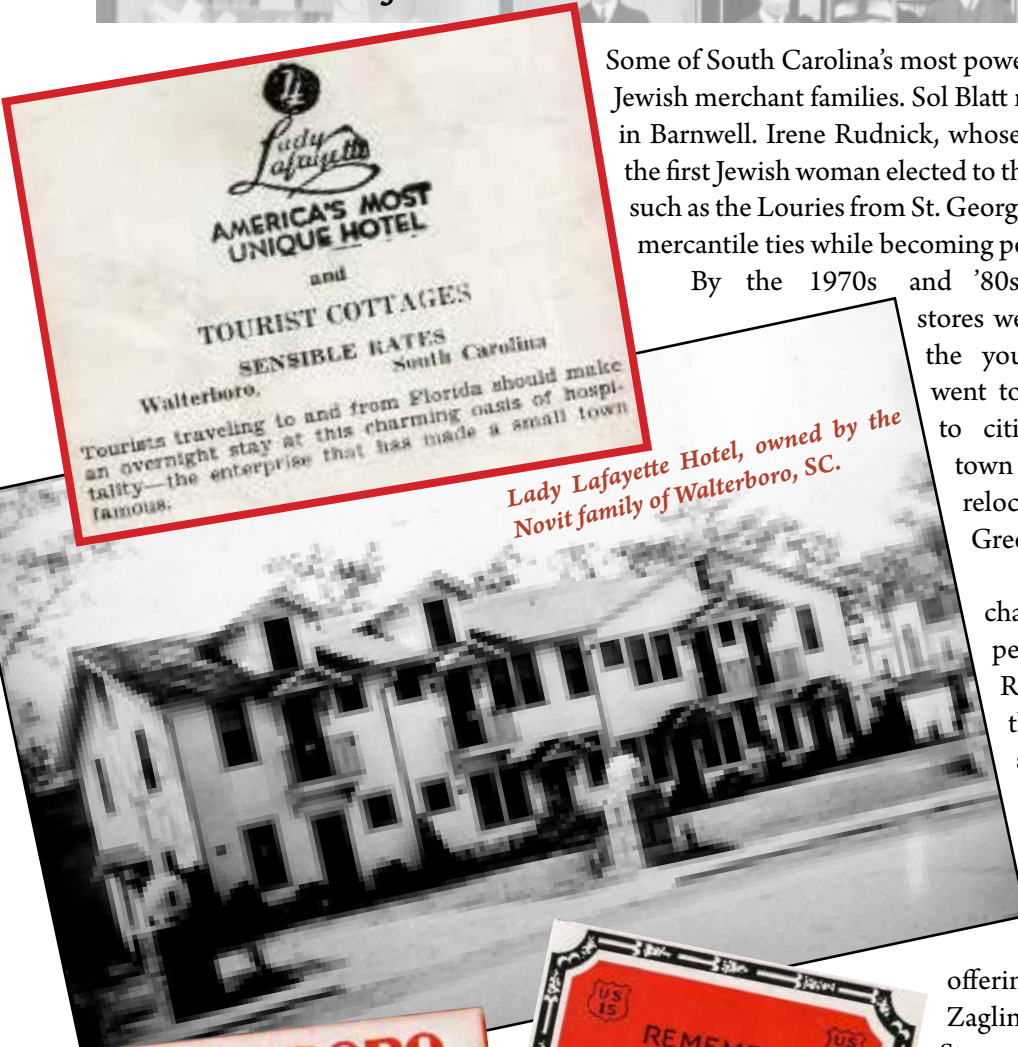 Some of South Carolina’s most powe
Jewish merchant families. Sol Blatt
in Barnwell. Irene Rudnick, whose
the first Jewish woman elected to th
such as the Louries from St. Georg
mercantile ties while becoming po
By the 1970s and ’80s
stores we
the you
went to
to citi
town
reloc
Gree
cha
pe
R
th
s
offerin
Zaglin
LL
Lady
Lafayette
AMERICA'S MOST
UNIQUE HOTEL
and
TOURIST COTTAGES
SENSIBLE RATES
Walterboro, South Carolina
Tourists traveling to and from Florida should make
an overnight stay at this charming oasis of hospi-
tality—the enterprise that has made a small town
famous.
Lady Lafayette Hotel, owned by the
Novit family of Walterboro, SC.
US
15
REMEM
US